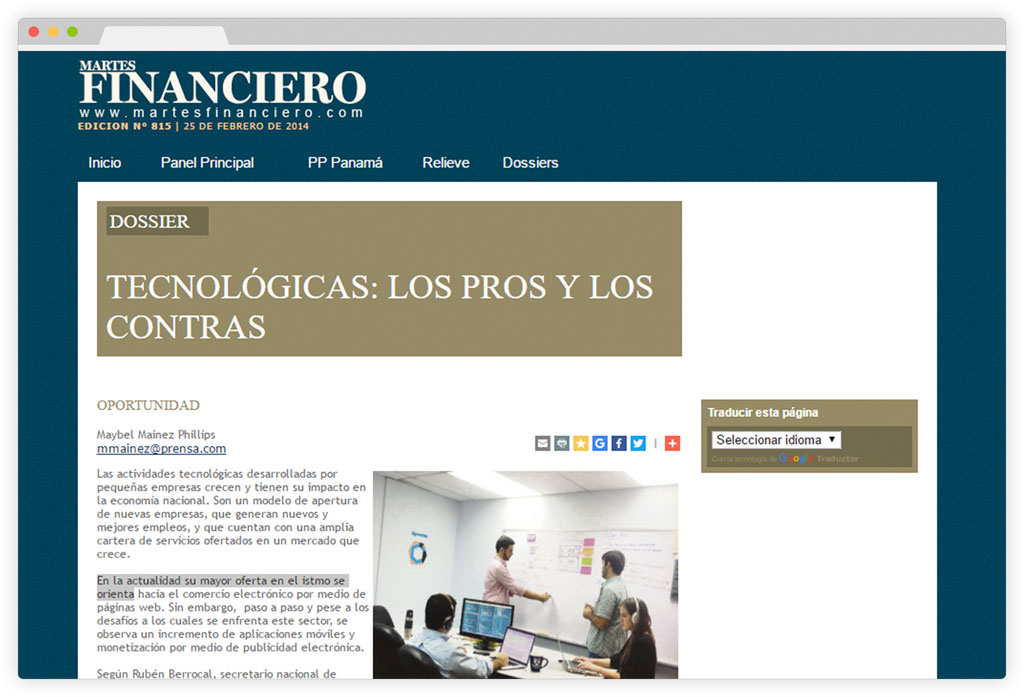 MARTES
FINANCIERO
www.martesfinanciero.com
EDICION Nº 815 | 25 DE FEBRERO DE 2014
Inicio Panel Principal PP Panamá Relieve Dossiers
DOSSIER
TECNOLÓGICAS: LOS PROS Y LOS
CONTRAS
OPORTUNIDAD
Maybel Mainez Phillips
mmainez@prensa.com
Traducir esta página
Seleccionar idioma ▼
Con la tecnología de Google Traductor
Las actividades tecnológicas desarrolladas por
pequeñas empresas crecen y tienen su impacto en
la economía nacional. Son un modelo de apertura
de nuevas empresas, que generan nuevos y
mejores empleos, y que cuentan con una amplia
cartera de servicios ofertados en un mercado que
crece.
En la actualidad su mayor oferta en el istmo se
orienta hacia el comercio electrónico por medio de
páginas web. Sin embargo, paso a paso y pese a los
desafíos a los cuales se enfrenta este sector, se
observa un incremento de aplicaciones móviles y
monetización por medio de publicidad electrónica.
Según Rubén Berrocal, secretario nacional de